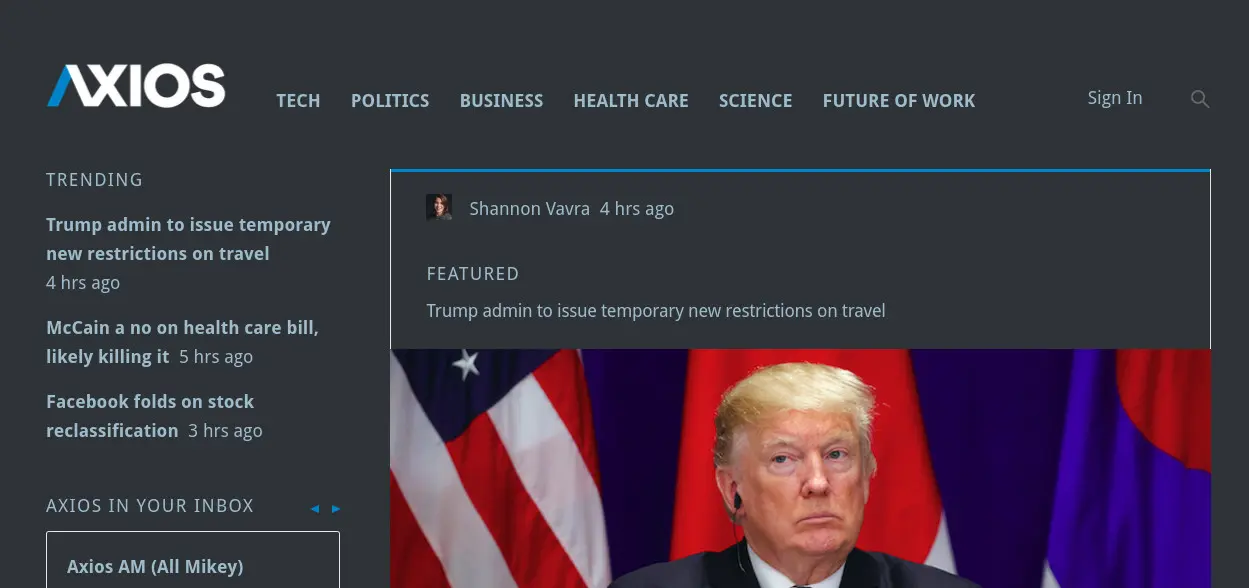 AXIOS
TECH POLITICS BUSINESS HEALTH CARE SCIENCE FUTURE OF WORK Sign In
TRENDING
Trump admin to issue temporary
new restrictions on travel
4 hrs ago
McCain a no on health care bill,
likely killing it 5 hrs ago
Facebook folds on stock
reclassification 3 hrs ago
AXIOS IN YOUR INBOX
Axios AM (All Mikey)
Shannon Vavra 4 hrs ago
FEATURED
Trump admin to issue temporary new restrictions on travel